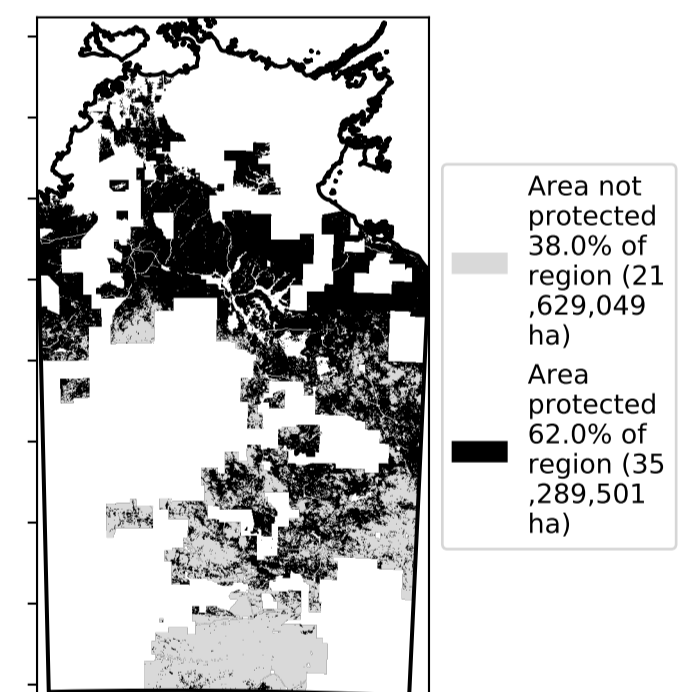 Area not
protected
38.0% of
region (21
,629,049
ha)
Area
protected
62.0% of
region (35
,289,501
ha)